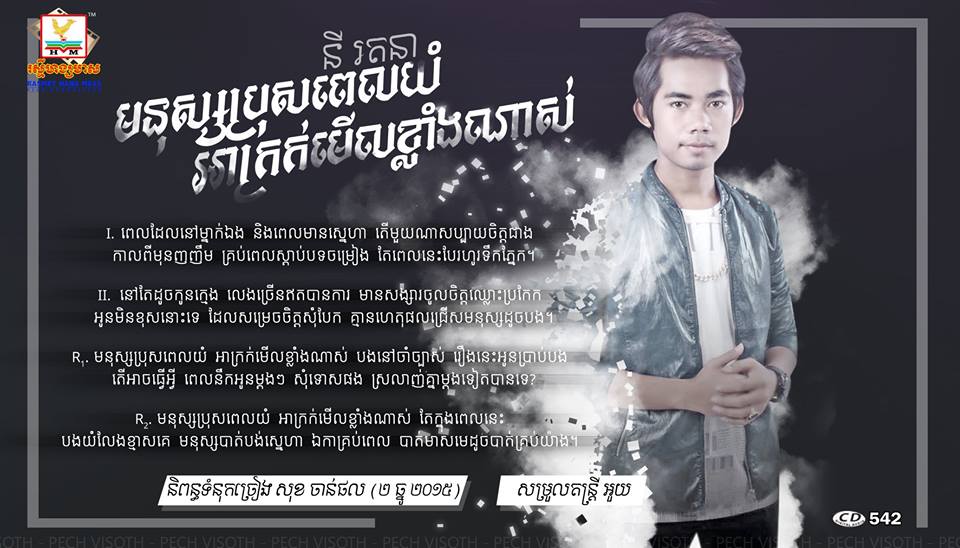 នី រតនា
មនុស្សប្រុសពេលយំ
អាក្រក់មើលខ្លាំងណាស់
HM
រស្មីហង្សមាស
RASMEY HANG MEAS
I. ពេលដែលនៅម្នាក់ឯង និងពេលមានស្នេហា តើមួយណាសប្បាយចិត្តជាង
កាលពីមុនញញឹម គ្រប់ពេលស្តាប់បទចម្រៀង តែពេលនេះបែរហូរទឹកភ្នែក។
II. នៅតែដូចកូនក្មេង លេងច្រើនឥតបានការ មានសង្សារចូលចិត្តឈ្លោះប្រកែក
អូនមិនខុសនោះទេ ដែលសម្រេចចិត្តសុំបែក គ្មានហេតុផលជ្រើសមនុស្សដូចបង។
R₁. មនុស្សប្រុសពេលយំ អាក្រក់មើលខ្លាំងណាស់ បងនៅចាំច្បាស់ រឿងនេះអូនប្រាប់បង
តើអាចធ្វើអ្វី ពេលនឹកអូនម្តងៗ សុំទោសផង ស្រលាញ់គ្នាម្តងទៀតបានទេ?
R₂. មនុស្សប្រុសពេលយំ អាក្រក់មើលខ្លាំងណាស់ តែក្នុងពេលនេះ
បងយំលែងខ្មាសគេ មនុស្សបាត់បង់ស្នេហា ឯកាគ្រប់ពេល បាត់មាស់មេដូចបាត់គ្រប់យ៉ាង។
និពន្ធទំនុកច្រៀង សុខ ចាន់ផល (២ ធ្នូ ២០១៥)
សម្រួលតន្ត្រី អួយ
CD 542
PECH VISOTH - PECH VISOTH - PECH VISOTH - PECH VISOTH